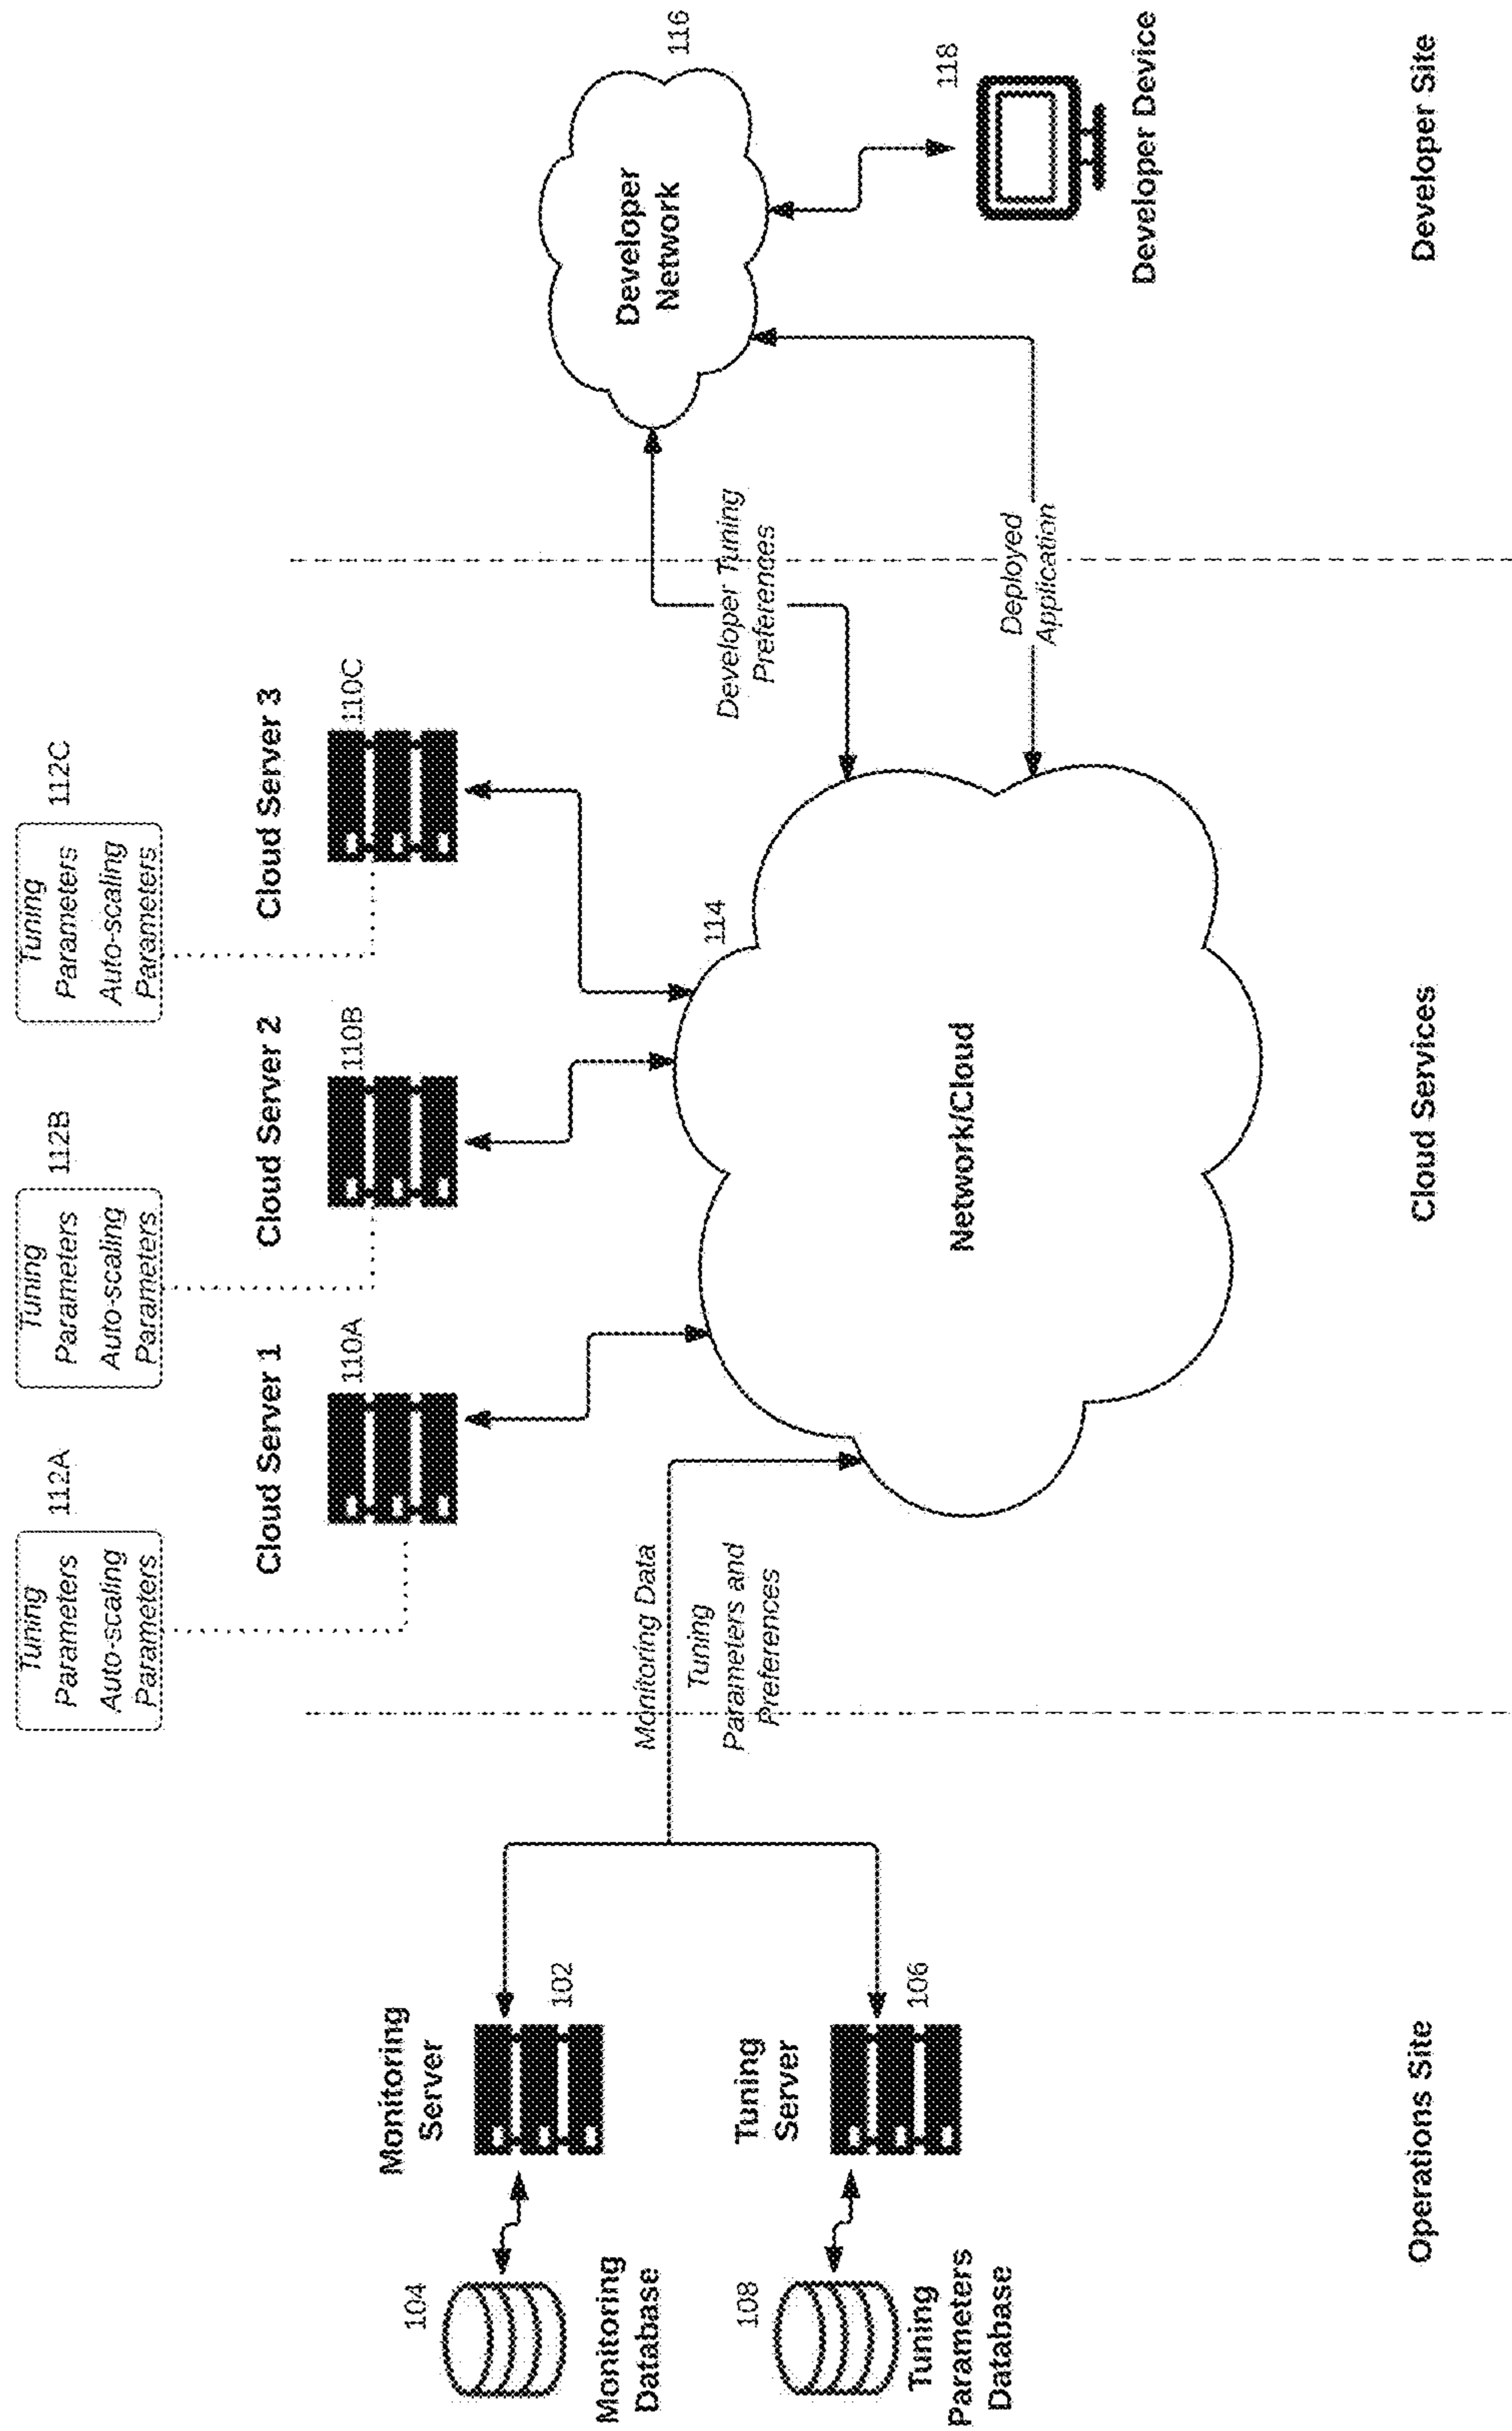 Tuning
Parameters
Auto-scaling
Parameters
112A
Tuning
Parameters
Auto-scaling
Parameters
112B
Tuning
Parameters
Auto-scaling
Parameters
112C
Cloud Server 1
110A
Cloud Server 2
110B
Cloud Server 3
110C
Monitoring
Server
102
104
Monitoring
Database
Tuning
Server
106
108
Tuning
Parameters
Database
Monitoring Data
Tuning
Parameters and
Preferences
114
Network/Cloud
Developer Tuning
Preferences
Deployed
Application
Developer
Network
116
118
Developer Device
Operations Site
Cloud Services
Developer Site